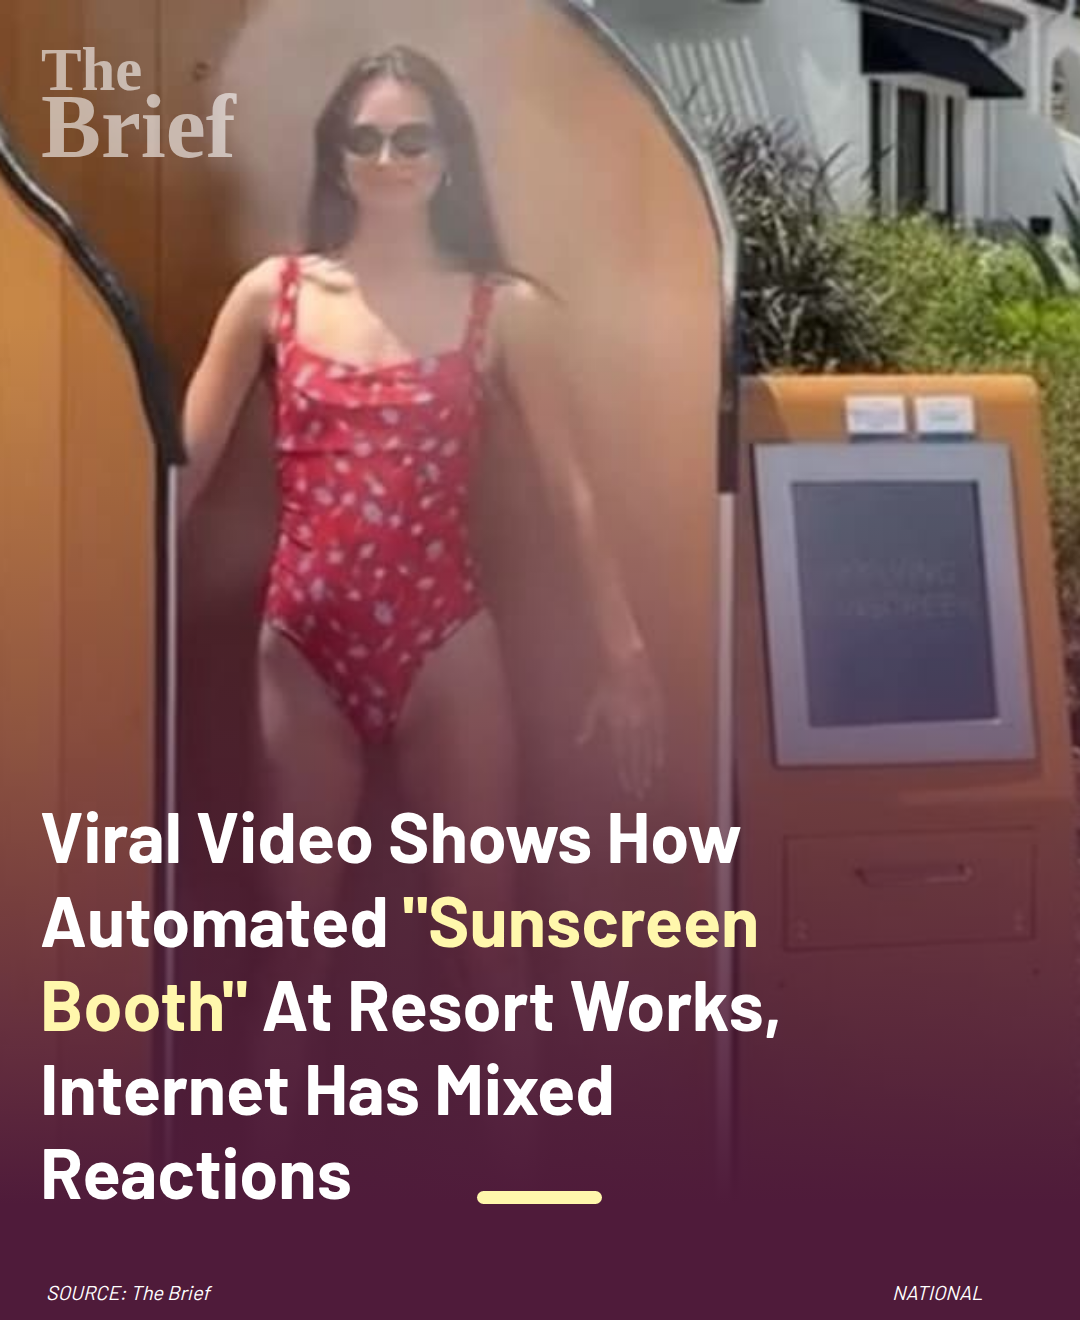 The
Brief
Viral Video Shows How
Automated "Sunscreen
Booth" At Resort Works,
Internet Has Mixed
Reactions
SOURCE: The Brief
NATIONAL